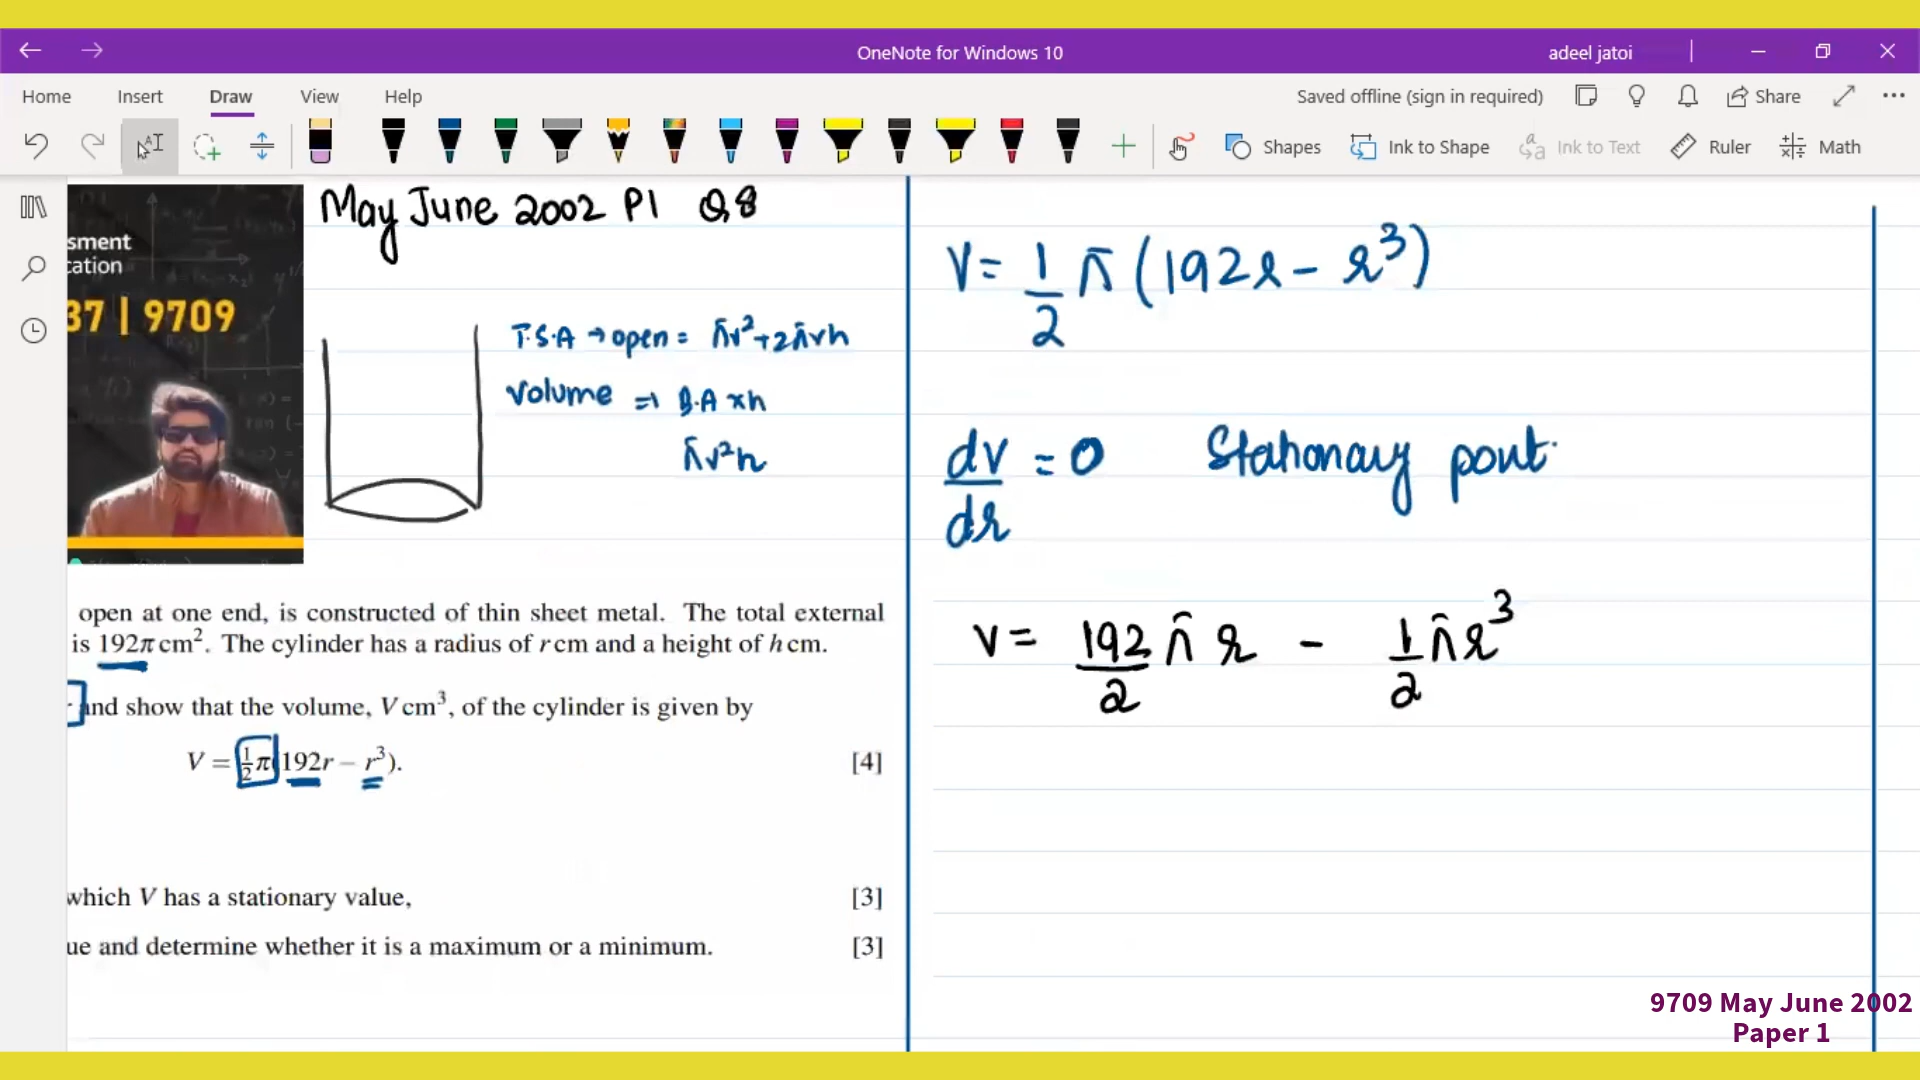 OneNote for Windows 10
adeel jatoi
Home Insert Draw View Help
Saved offline (sign in required)
Share
Shapes Ink to Shape Ink to Text Ruler Math
sment
cation
37 | 9709
May June 2002 P1 Q8
T.S.A → open = πr²+2πrh
Volume ⇒ B.A xh
πr²h
open at one end, is constructed of thin sheet metal. The total external
is 192π cm². The cylinder has a radius of r cm and a height of h cm.
and show that the volume, V cm³, of the cylinder is given by
V = ½π(192r − r³). [4]
which V has a stationary value, [3]
ue and determine whether it is a maximum or a minimum. [3]
V = 1/2 π (192r − r³)
dv/dr = 0 Stationary point
V = 192/2 π r − 1/2 π r³
9709 May June 2002
Paper 1